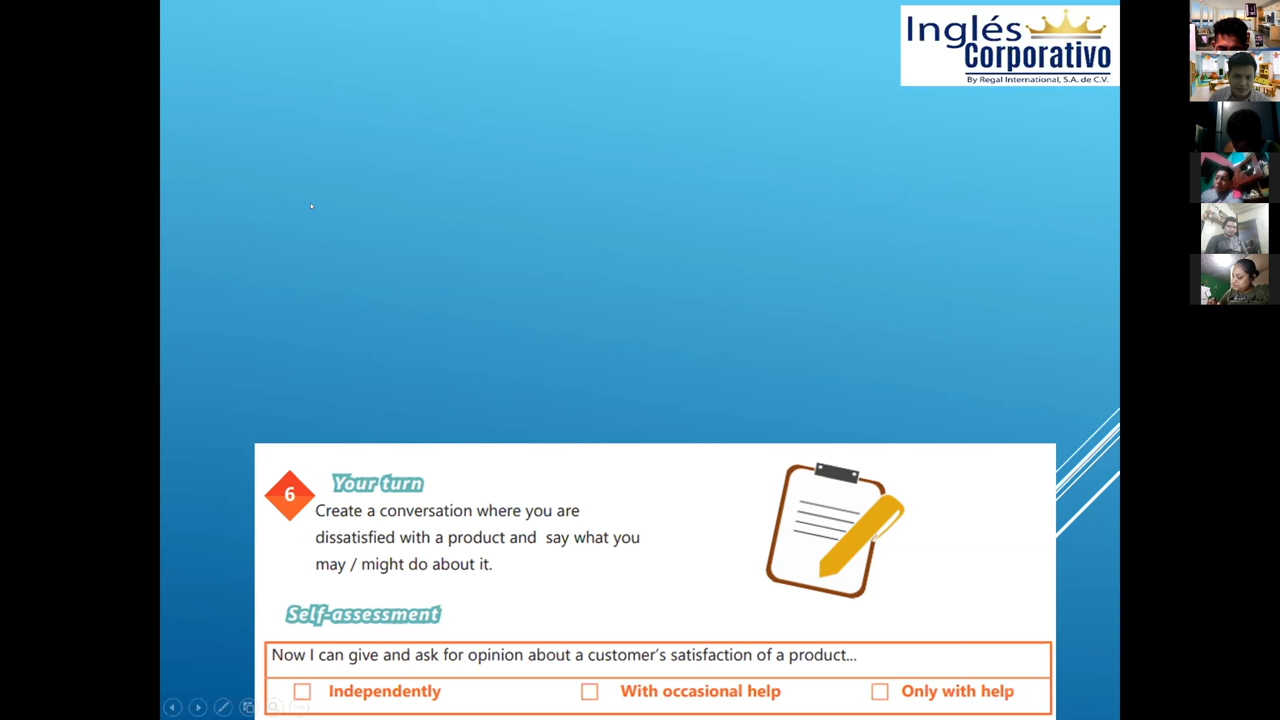 Inglés
Corporativo
By Regal International, S.A. de C.V.
6
Your turn
Create a conversation where you are
dissatisfied with a product and say what you
may / might do about it.
Self-assessment
Now I can give and ask for opinion about a customer's satisfaction of a product...
Independently
With occasional help
Only with help